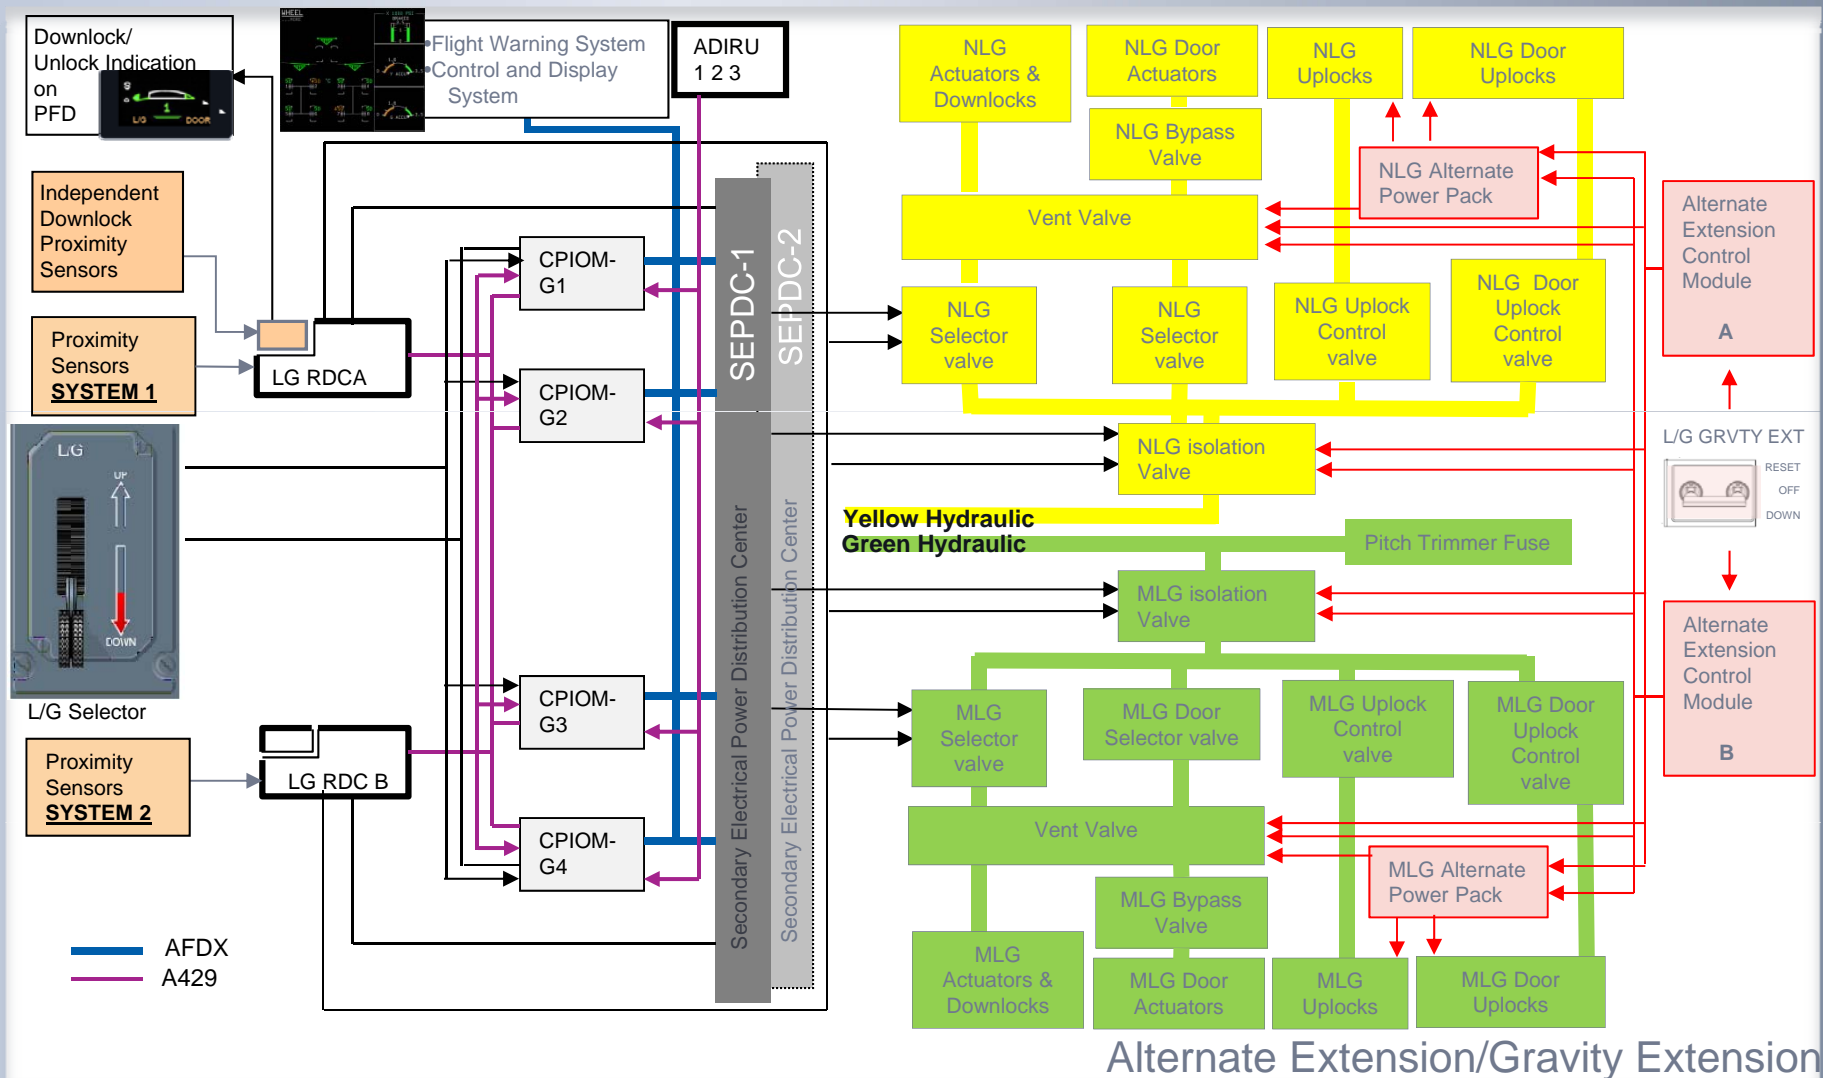 Downlock/
Unlock Indication
on
PFD
L/G
DOOR
WHEEL
•Flight Warning System
•Control and Display
System
ADIRU
1 2 3
Independent
Downlock
Proximity
Sensors
Proximity
Sensors
SYSTEM 1
LG RDCA
L/G
UP
DOWN
L/G Selector
Proximity
Sensors
SYSTEM 2
LG RDC B
CPIOM-
G1
CPIOM-
G2
CPIOM-
G3
CPIOM-
G4
SEPDC-1
SEPDC-2
Secondary Electrical Power Distribution Center
Secondary Electrical Power Distribution Center
AFDX
A429
NLG
Actuators &
Downlocks
NLG Door
Actuators
NLG
Uplocks
NLG Door
Uplocks
NLG Bypass
Valve
NLG Alternate
Power Pack
Vent Valve
NLG
Selector
valve
NLG
Selector
valve
NLG Uplock
Control
valve
NLG Door
Uplock
Control
valve
NLG isolation
Valve
Yellow Hydraulic
Green Hydraulic
Pitch Trimmer Fuse
MLG isolation
Valve
MLG
Selector
valve
MLG Door
Selector valve
MLG Uplock
Control
valve
MLG Door
Uplock
Control
valve
Vent Valve
MLG Alternate
Power Pack
MLG Bypass
Valve
MLG
Actuators &
Downlocks
MLG Door
Actuators
MLG
Uplocks
MLG Door
Uplocks
Alternate
Extension
Control
Module
A
L/G GRVTY EXT
RESET
OFF
DOWN
Alternate
Extension
Control
Module
B
Alternate Extension/Gravity Extension